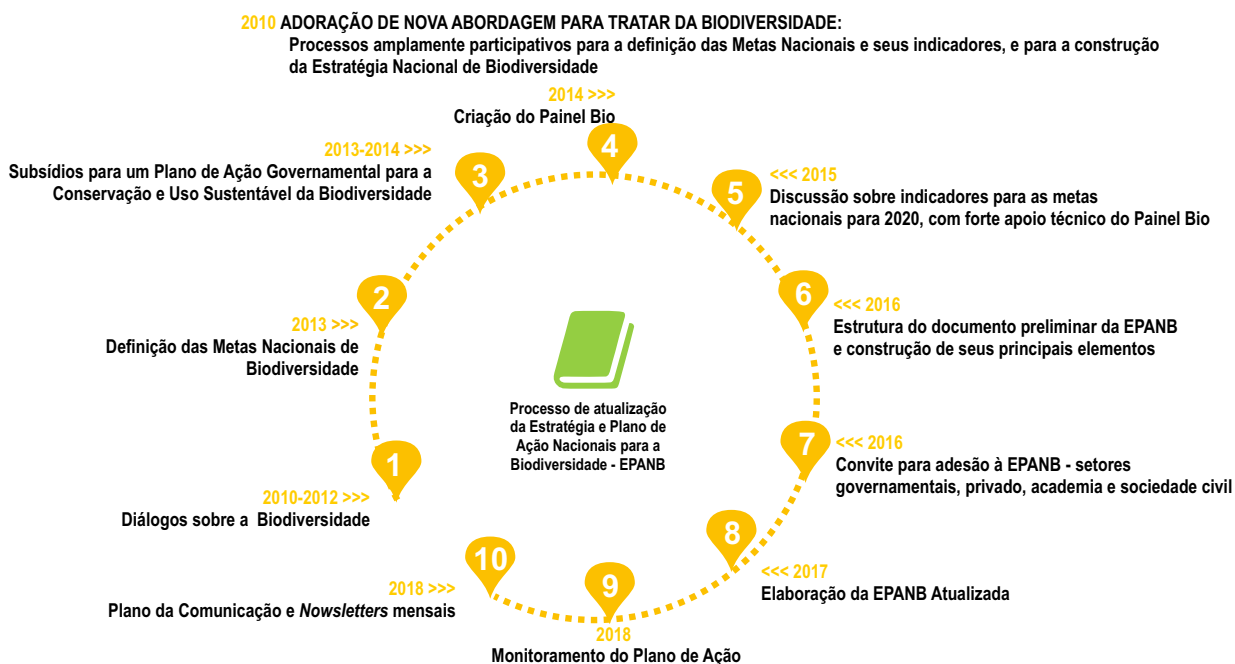 2010 ADORAÇÃO DE NOVA ABORDAGEM PARA TRATAR DA BIODIVERSIDADE:
Processos amplamente participativos para a definição das Metas Nacionais e seus indicadores, e para a construção
da Estratégia Nacional de Biodiversidade
1
2010-2012 >>>
Diálogos sobre a Biodiversidade
2
2013 >>>
Definição das Metas Nacionais de
Biodiversidade
3
2013-2014 >>>
Subsídios para um Plano de Ação Governamental para a
Conservação e Uso Sustentável da Biodiversidade
4
2014 >>>
Criação do Painel Bio
5
<<< 2015
Discussão sobre indicadores para as metas
nacionais para 2020, com forte apoio técnico do Painel Bio
6
<<< 2016
Estrutura do documento preliminar da EPANB
e construção de seus principais elementos
7
<<< 2016
Convite para adesão à EPANB - setores
governamentais, privado, academia e sociedade civil
8
<<< 2017
Elaboração da EPANB Atualizada
9
2018
Monitoramento do Plano de Ação
10
2018 >>>
Plano da Comunicação e Nowsletters mensais
Processo de atualização
da Estratégia e Plano de
Ação Nacionais para a
Biodiversidade - EPANB